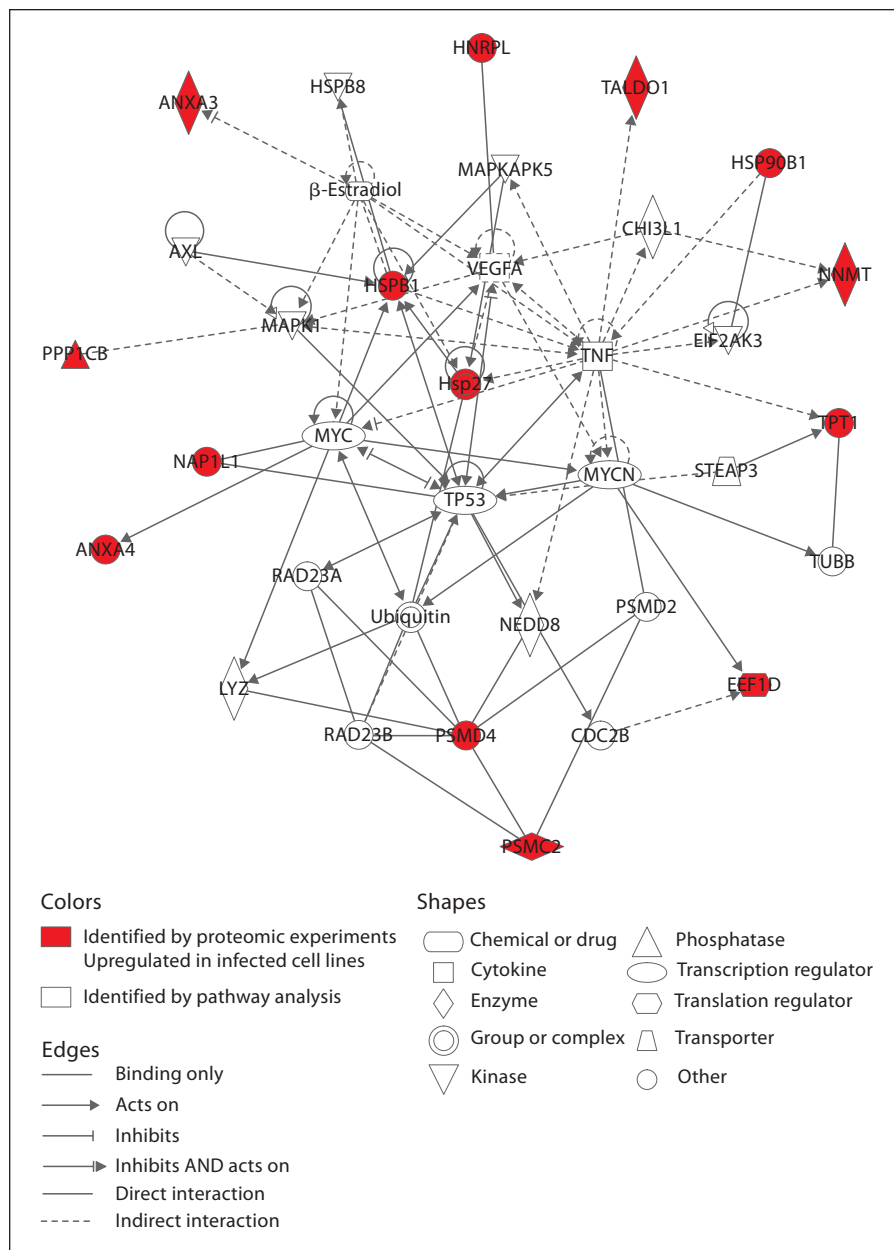 HNRPL
HSPB8
TALDO1
ANXA3
HSP90B1
MAPKAPK5
β-Estradiol
CHI3L1
AXL
VEGFA
NNMT
HSPB1
MAPK1
EIF2AK3
PPP1CB
TNF
Hsp27
TPT1
MYC
NAP1L1
STEAP3
MYCN
TP53
ANXA4
TUBB
RAD23A
PSMD2
Ubiquitin
NEDD8
LYZ
EEF1D
RAD23B
PSMD4
CDC2B
PSMC2
Colors
Identified by proteomic experiments
Upregulated in infected cell lines
Identified by pathway analysis
Edges
Binding only
Acts on
Inhibits
Inhibits AND acts on
Direct interaction
Indirect interaction
Shapes
Chemical or drug
Cytokine
Enzyme
Group or complex
Kinase
Phosphatase
Transcription regulator
Translation regulator
Transporter
Other